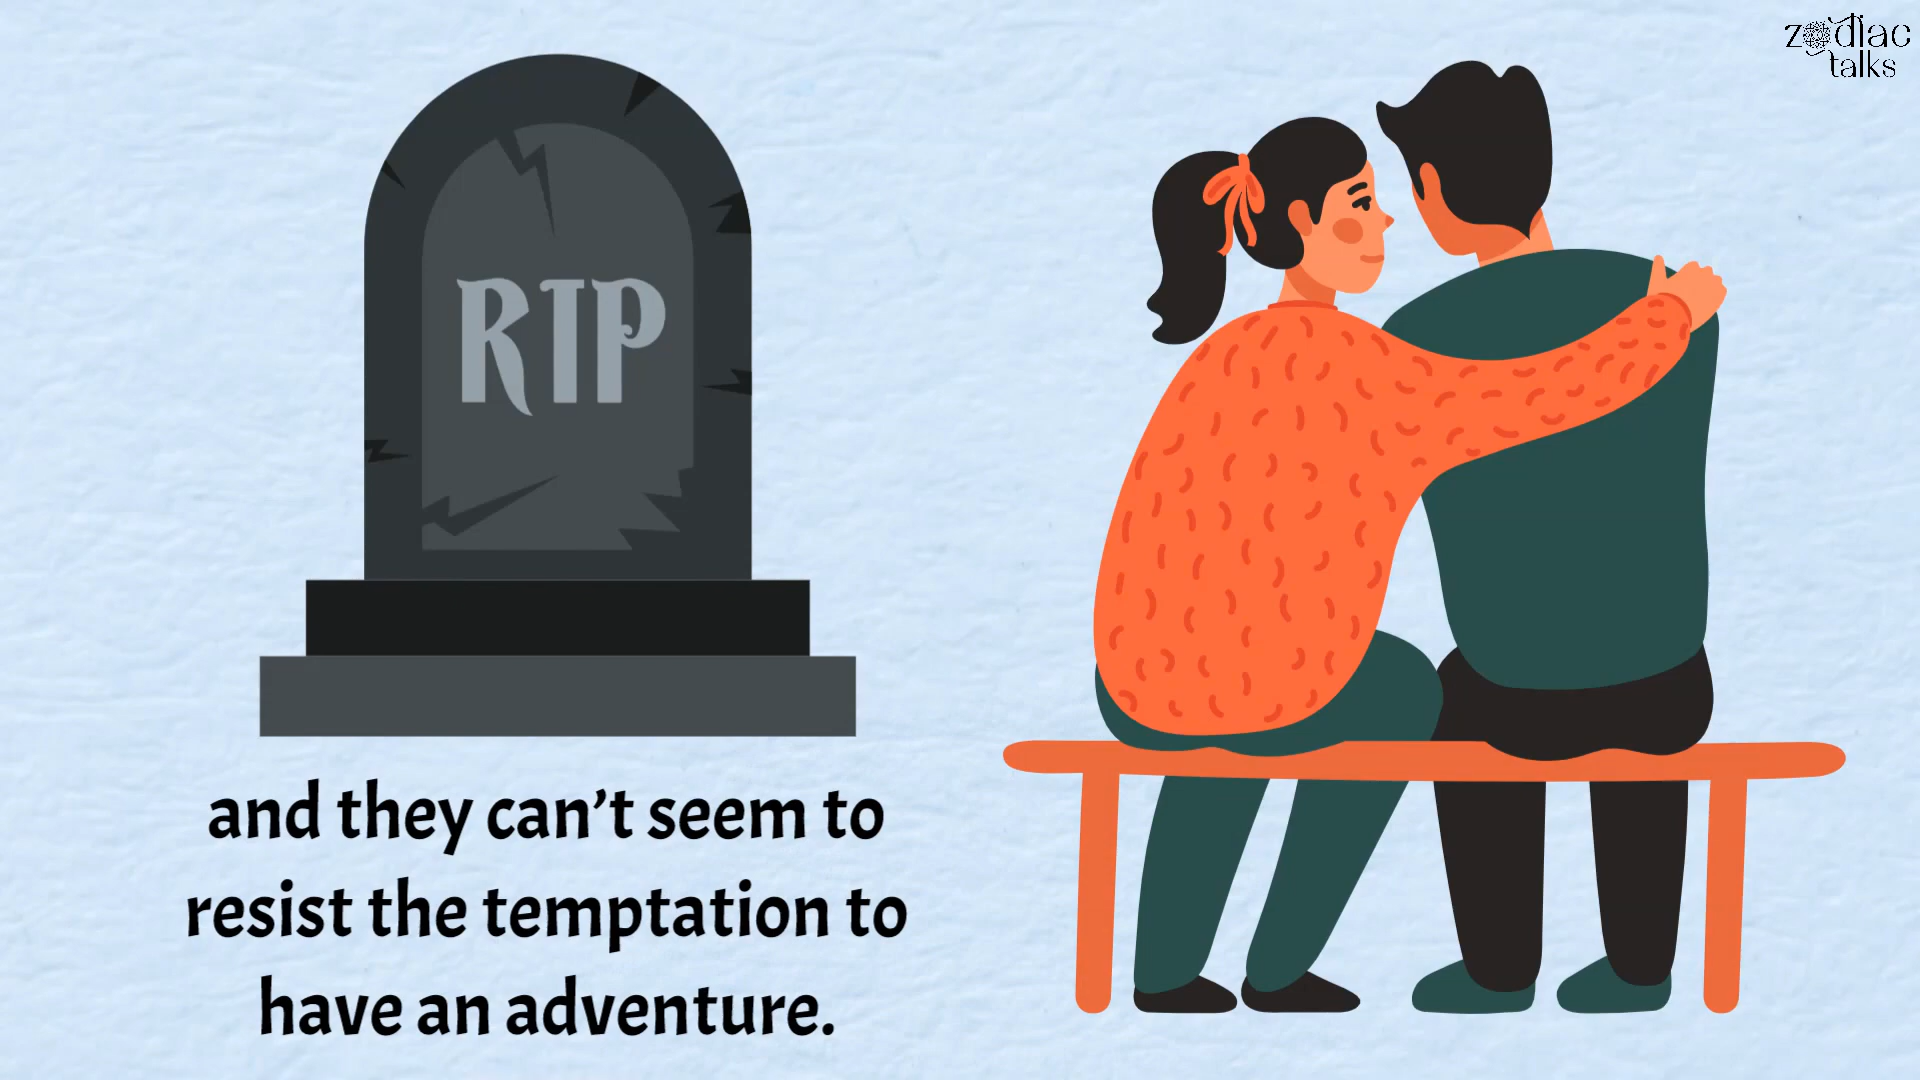 zodiac
talks
RIP
and they can’t seem to
resist the temptation to
have an adventure.